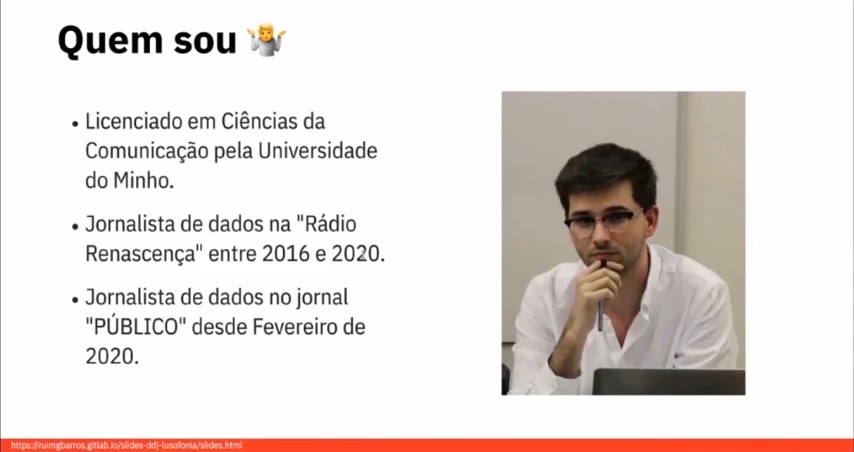 Quem sou 🤷
• Licenciado em Ciências da
Comunicação pela Universidade
do Minho.
• Jornalista de dados na "Rádio
Renascença" entre 2016 e 2020.
• Jornalista de dados no jornal
"PÚBLICO" desde Fevereiro de
2020.
https://ruimgbarros.gitlab.io/slides-ddj-lusofonia/slides.html